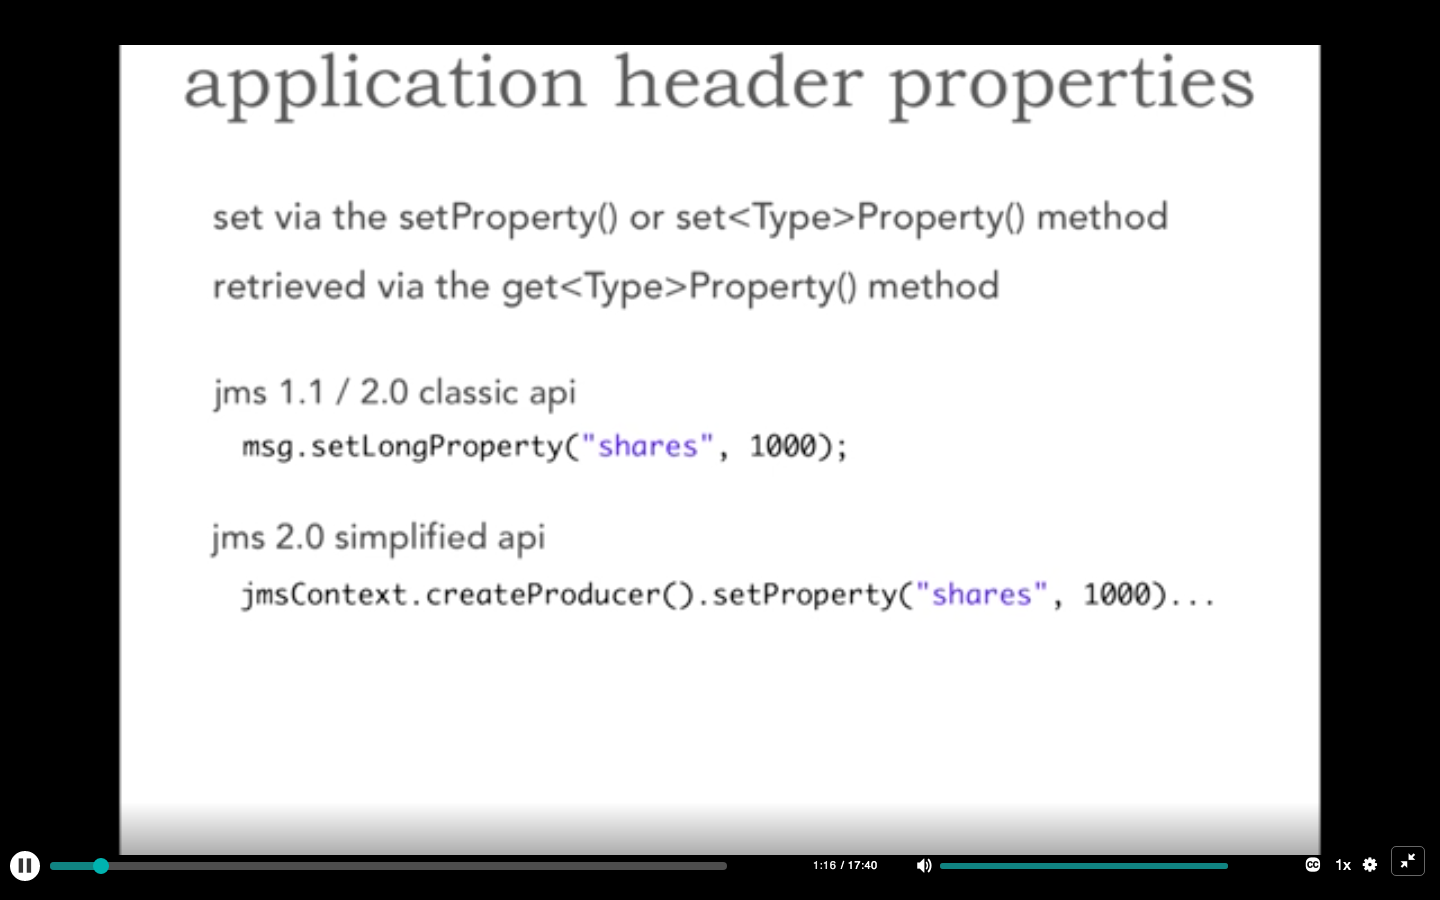 application header properties
set via the setProperty() or set<Type>Property() method
retrieved via the get<Type>Property() method
jms 1.1 / 2.0 classic api
msg.setLongProperty("shares", 1000);
jms 2.0 simplified api
jmsContext.createProducer().setProperty("shares", 1000)...
1:16 / 17:40
CC
1x